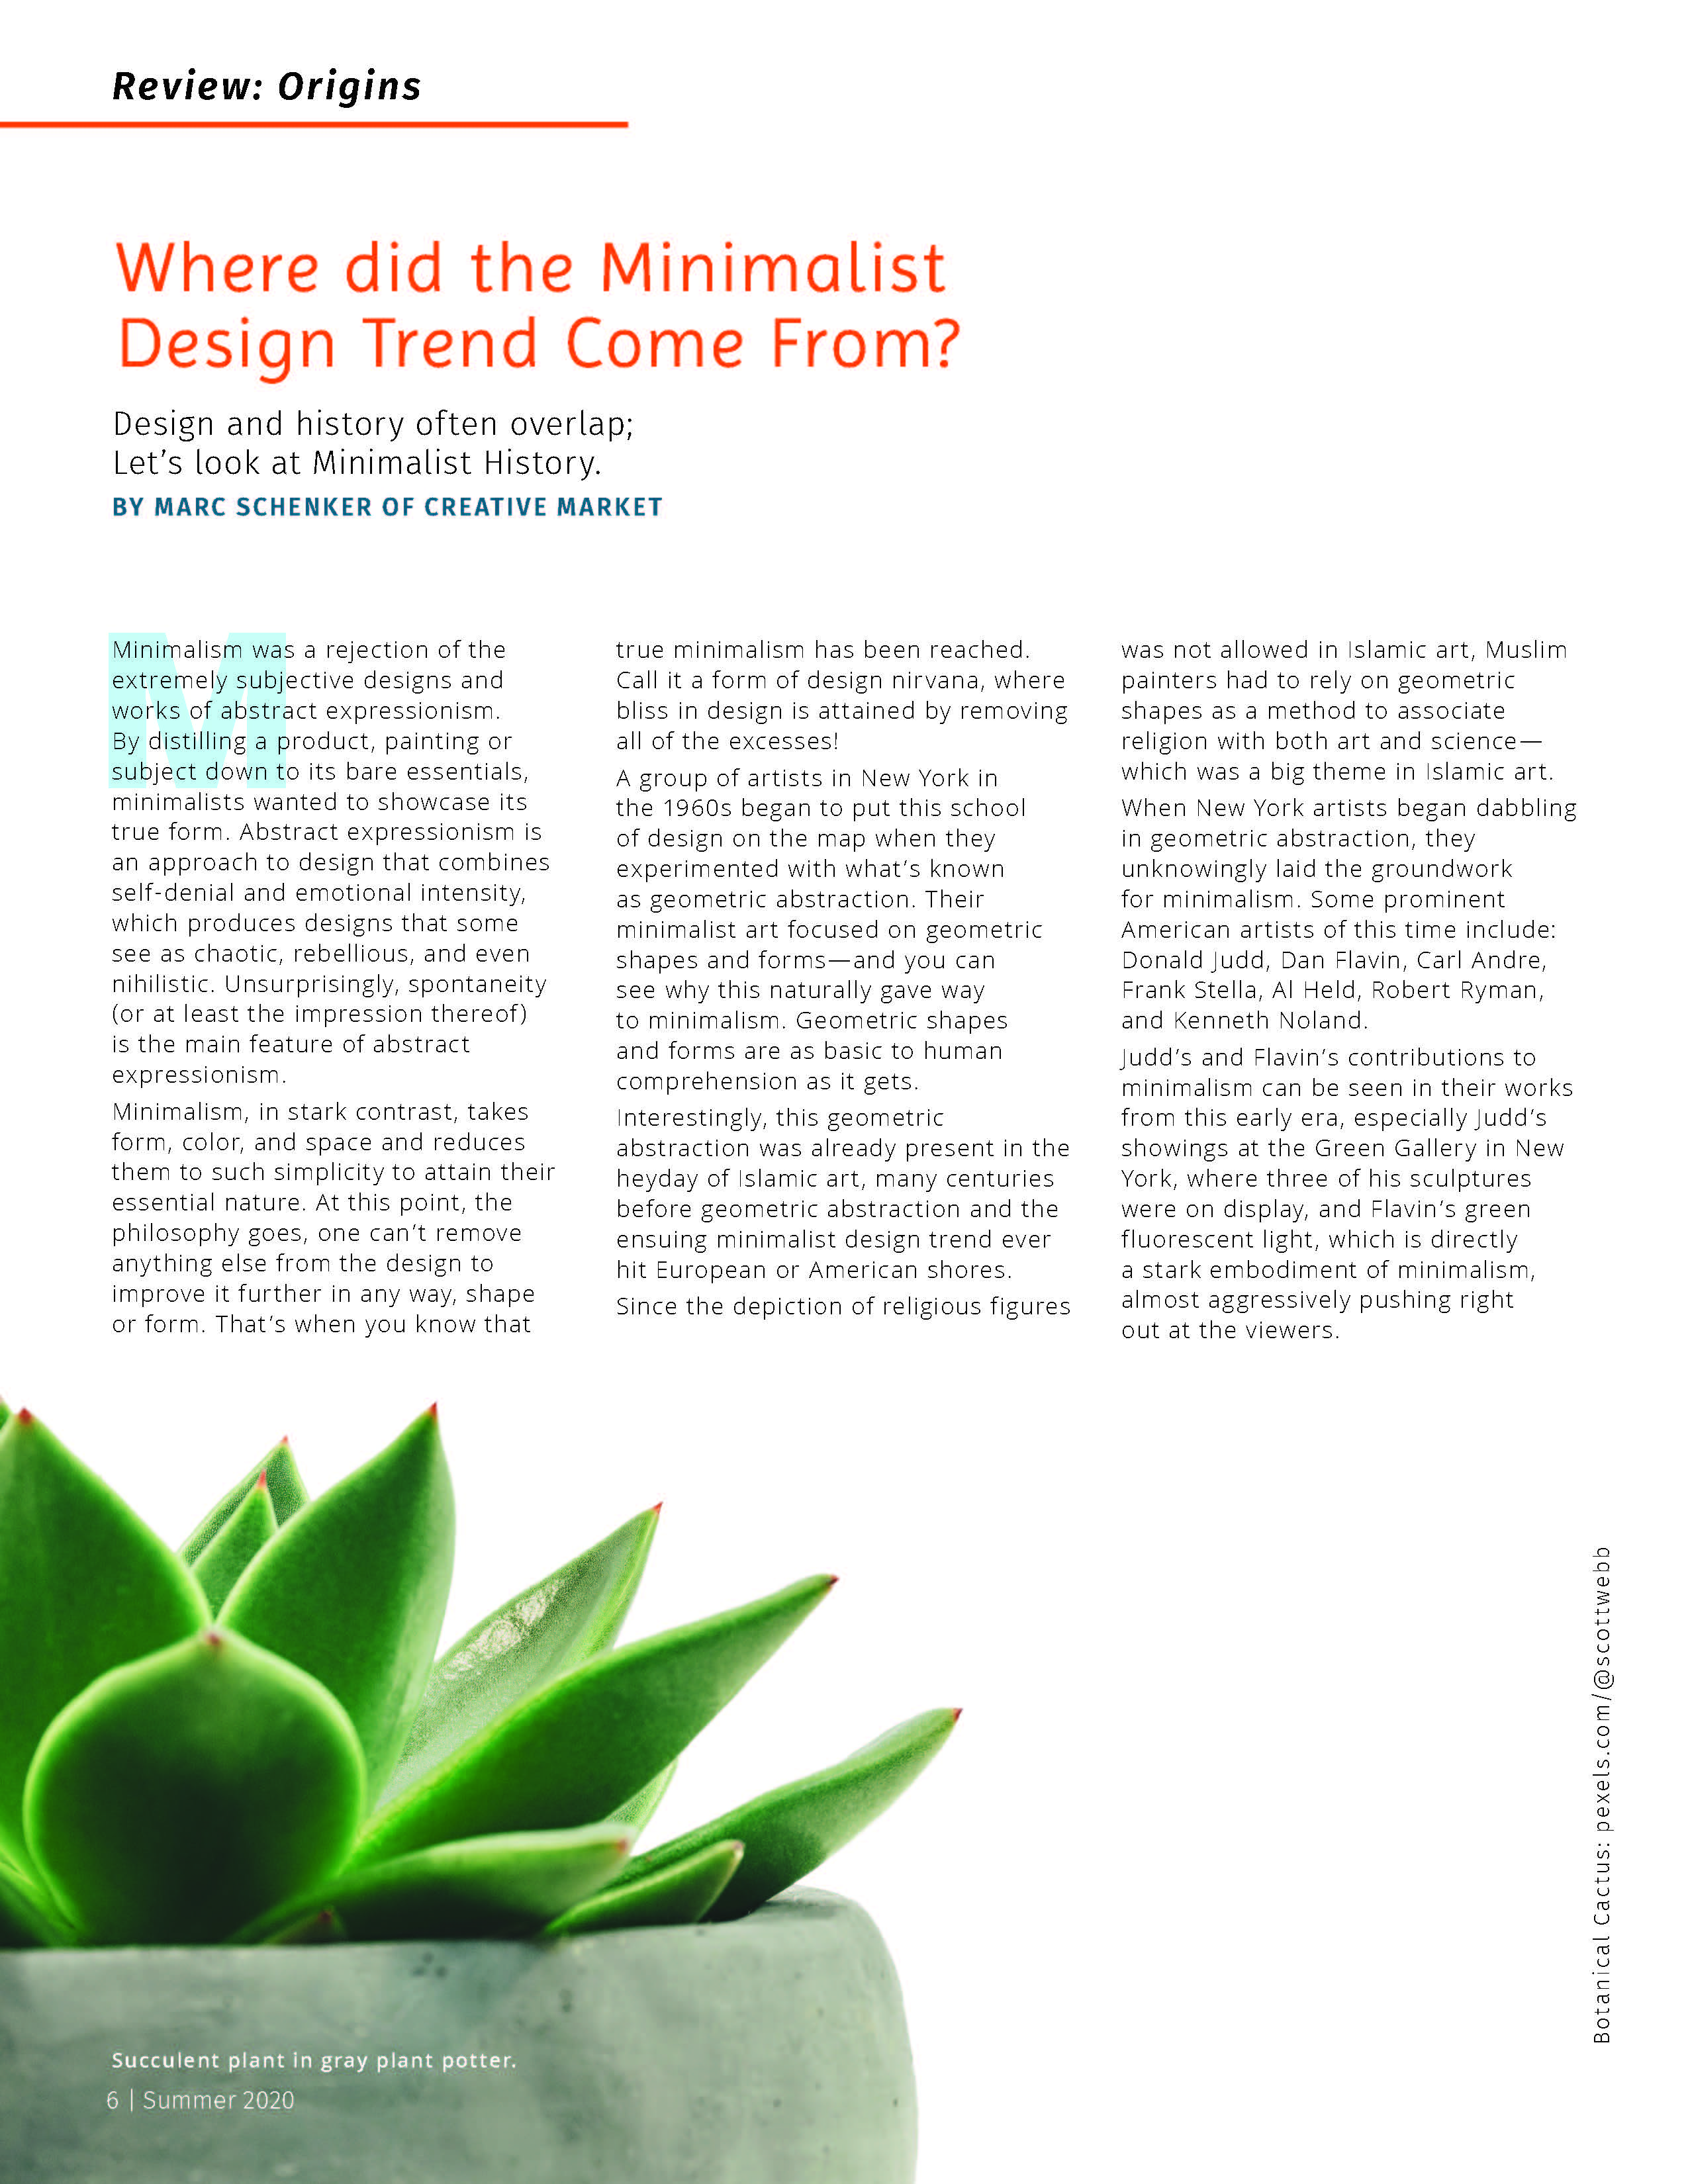 Review: Origins
Where did the Minimalist
Design Trend Come From?
Design and history often overlap;
Let's look at Minimalist History.
BY MARC SCHENKER OF CREATIVE MARKET
M
Minimalism was a rejection of the
extremely subjective designs and
works of abstract expressionism.
By distilling a product, painting or
subject down to its bare essentials,
minimalists wanted to showcase its
true form. Abstract expressionism is
an approach to design that combines
self-denial and emotional intensity,
which produces designs that some
see as chaotic, rebellious, and even
nihilistic. Unsurprisingly, spontaneity
(or at least the impression thereof)
is the main feature of abstract
expressionism.
Minimalism, in stark contrast, takes
form, color, and space and reduces
them to such simplicity to attain their
essential nature. At this point, the
philosophy goes, one can't remove
anything else from the design to
improve it further in any way, shape
or form. That's when you know that
true minimalism has been reached.
Call it a form of design nirvana, where
bliss in design is attained by removing
all of the excesses!
A group of artists in New York in
the 1960s began to put this school
of design on the map when they
experimented with what's known
as geometric abstraction. Their
minimalist art focused on geometric
shapes and forms—and you can
see why this naturally gave way
to minimalism. Geometric shapes
and forms are as basic to human
comprehension as it gets.
Interestingly, this geometric
abstraction was already present in the
heyday of Islamic art, many centuries
before geometric abstraction and the
ensuing minimalist design trend ever
hit European or American shores.
Since the depiction of religious figures
was not allowed in Islamic art, Muslim
painters had to rely on geometric
shapes as a method to associate
religion with both art and science—
which was a big theme in Islamic art.
When New York artists began dabbling
in geometric abstraction, they
unknowingly laid the groundwork
for minimalism. Some prominent
American artists of this time include:
Donald Judd, Dan Flavin, Carl Andre,
Frank Stella, Al Held, Robert Ryman,
and Kenneth Noland.
Judd's and Flavin's contributions to
minimalism can be seen in their works
from this early era, especially Judd's
showings at the Green Gallery in New
York, where three of his sculptures
were on display, and Flavin's green
fluorescent light, which is directly
a stark embodiment of minimalism,
almost aggressively pushing right
out at the viewers.
Botanical Cactus: pexels.com/@scottwebb
Succulent plant in gray plant potter.
6 | Summer 2020